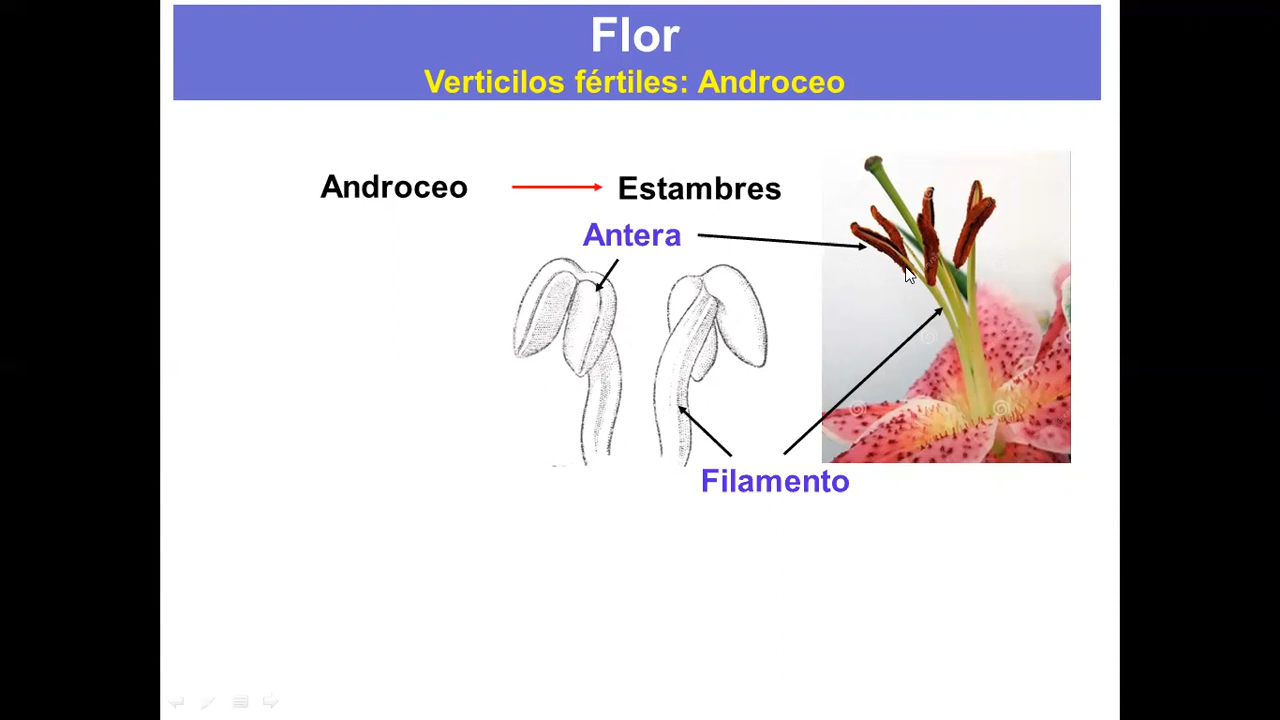 Flor
Verticilos fértiles: Androceo
Androceo
Estambres
Antera
Filamento